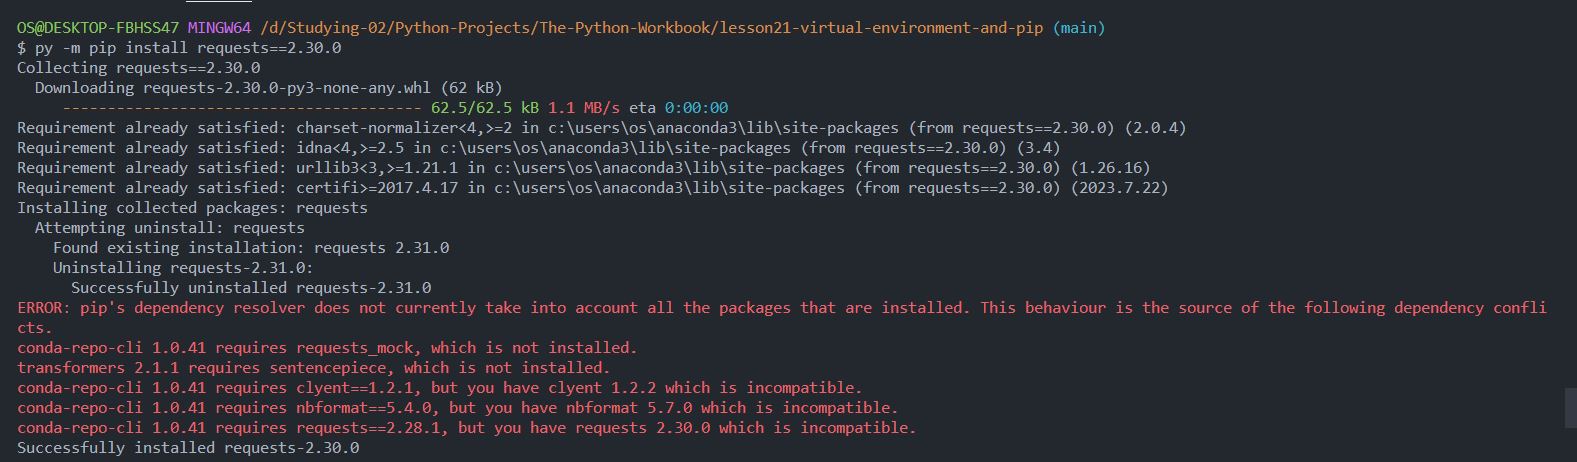 OS@DESKTOP-FBHSS47 MINGW64 /d/Studying-02/Python-Projects/The-Python-Workbook/lesson21-virtual-environment-and-pip (main)
$ py -m pip install requests==2.30.0
Collecting requests==2.30.0
  Downloading requests-2.30.0-py3-none-any.whl (62 kB)
     ---------------------------------------- 62.5/62.5 kB 1.1 MB/s eta 0:00:00
Requirement already satisfied: charset-normalizer<4,>=2 in c:\users\os\anaconda3\lib\site-packages (from requests==2.30.0) (2.0.4)
Requirement already satisfied: idna<4,>=2.5 in c:\users\os\anaconda3\lib\site-packages (from requests==2.30.0) (3.4)
Requirement already satisfied: urllib3<3,>=1.21.1 in c:\users\os\anaconda3\lib\site-packages (from requests==2.30.0) (1.26.16)
Requirement already satisfied: certifi>=2017.4.17 in c:\users\os\anaconda3\lib\site-packages (from requests==2.30.0) (2023.7.22)
Installing collected packages: requests
  Attempting uninstall: requests
    Found existing installation: requests 2.31.0
    Uninstalling requests-2.31.0:
      Successfully uninstalled requests-2.31.0
ERROR: pip's dependency resolver does not currently take into account all the packages that are installed. This behaviour is the source of the following dependency confli
cts.
conda-repo-cli 1.0.41 requires requests_mock, which is not installed.
transformers 2.1.1 requires sentencepiece, which is not installed.
conda-repo-cli 1.0.41 requires clyent==1.2.1, but you have clyent 1.2.2 which is incompatible.
conda-repo-cli 1.0.41 requires nbformat==5.4.0, but you have nbformat 5.7.0 which is incompatible.
conda-repo-cli 1.0.41 requires requests==2.28.1, but you have requests 2.30.0 which is incompatible.
Successfully installed requests-2.30.0